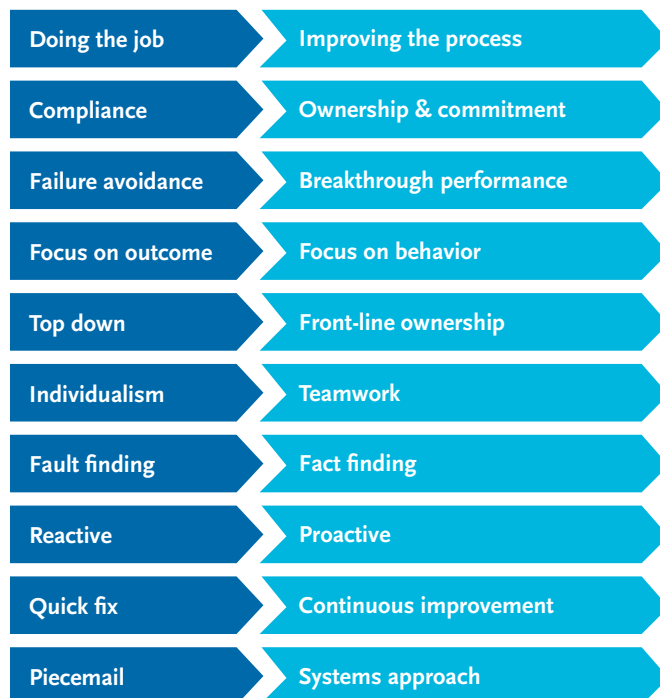 Doing the job
Improving the process
Compliance
Ownership & commitment
Failure avoidance
Breakthrough performance
Focus on outcome
Focus on behavior
Top down
Front-line ownership
Individualism
Teamwork
Fault finding
Fact finding
Reactive
Proactive
Quick fix
Continuous improvement
Piecemail
Systems approach